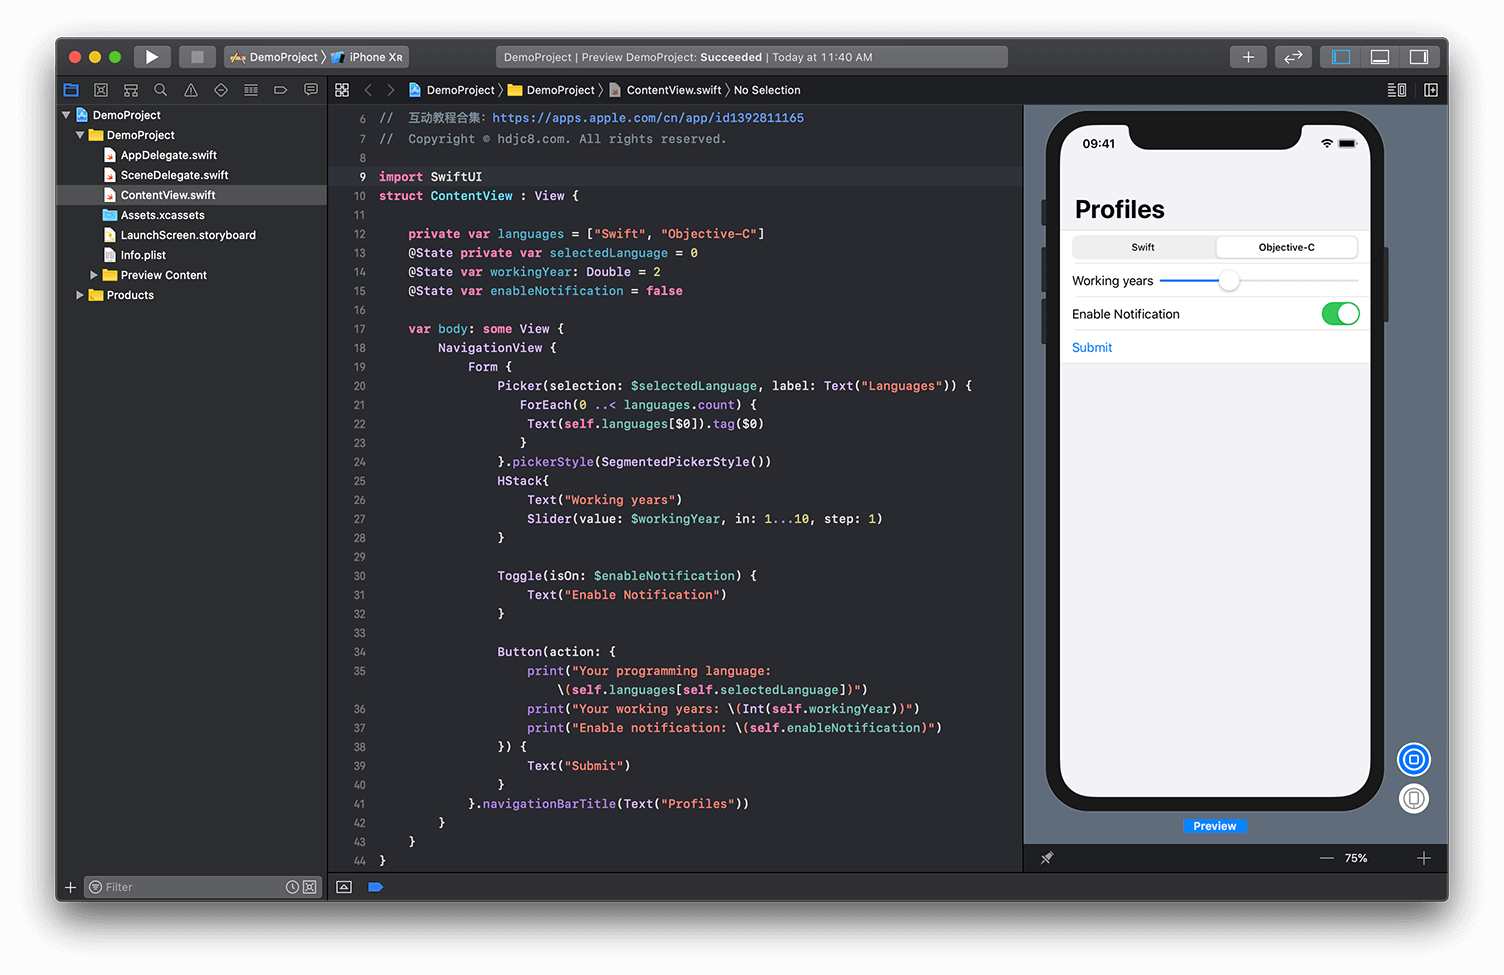 DemoProject 〉 iPhone XR
DemoProject | Preview DemoProject: Succeeded | Today at 11:40 AM
DemoProject 〉 DemoProject 〉 ContentView.swift 〉 No Selection
DemoProject
DemoProject
AppDelegate.swift
SceneDelegate.swift
ContentView.swift
Assets.xcassets
LaunchScreen.storyboard
Info.plist
Preview Content
Products
Filter
6 //  互动教程合集：https://apps.apple.com/cn/app/id1392811165
7 //  Copyright © hdjc8.com. All rights reserved.
8
9 import SwiftUI
10 struct ContentView : View {
11
12     private var languages = ["Swift", "Objective-C"]
13     @State private var selectedLanguage = 0
14     @State var workingYear: Double = 2
15     @State var enableNotification = false
16
17     var body: some View {
18         NavigationView {
19             Form {
20                 Picker(selection: $selectedLanguage, label: Text("Languages")) {
21                    ForEach(0 ..< languages.count) {
22                     Text(self.languages[$0]).tag($0)
23                    }
24                 }.pickerStyle(SegmentedPickerStyle())
25                 HStack{
26                     Text("Working years")
27                     Slider(value: $workingYear, in: 1...10, step: 1)
28                 }
29
30                 Toggle(isOn: $enableNotification) {
31                     Text("Enable Notification")
32                 }
33
34                 Button(action: {
35                     print("Your programming language:
                         \(self.languages[self.selectedLanguage])")
36                     print("Your working years: \(Int(self.workingYear))")
37                     print("Enable notification: \(self.enableNotification)")
38                 }) {
39                     Text("Submit")
40                 }
41             }.navigationBarTitle(Text("Profiles"))
42         }
43     }
44 }
09:41
Profiles
Swift Objective-C
Working years
Enable Notification
Submit
Preview
75%